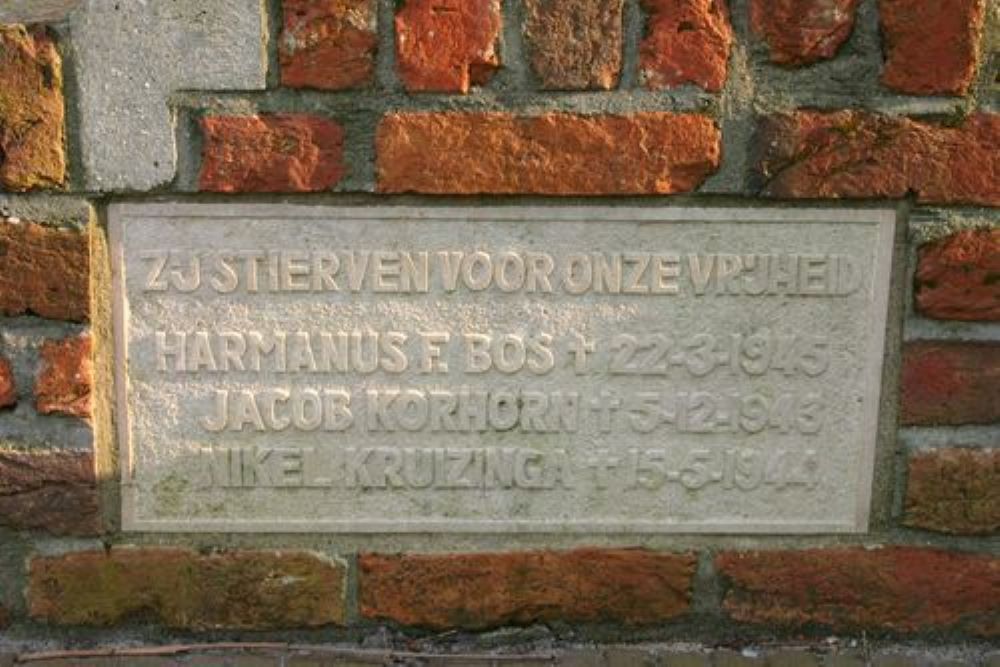 ZJ STIERVEN VOOR ONZE VRIJHEID
HARMANUS F. BOS † 22-3-1945
JACOB KORHORN † 5-12-1943
NIKEL KRUIZINGA † 15-5-1944